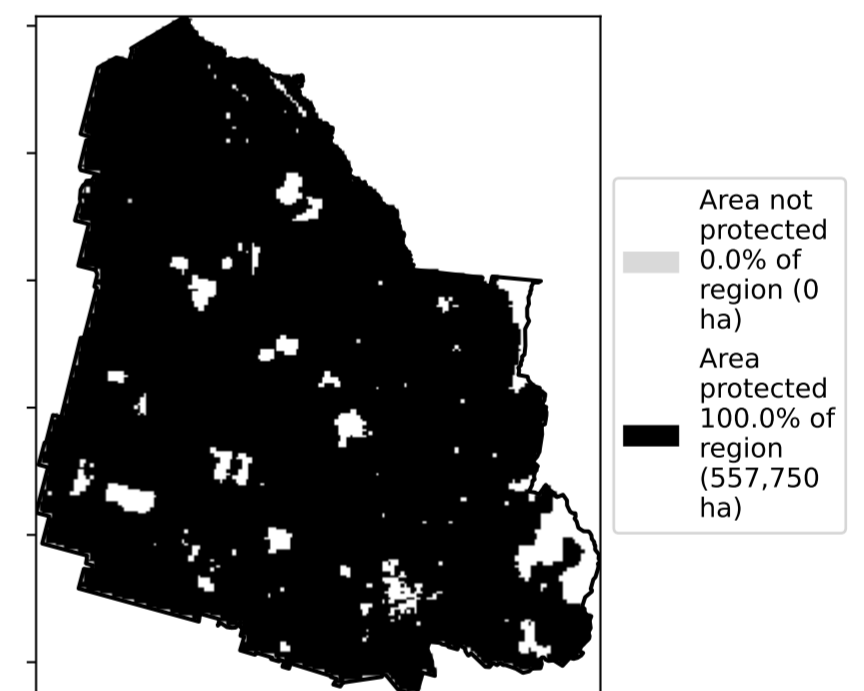 Area not
protected
0.0% of
region (0
ha)
Area
protected
100.0% of
region
(557,750
ha)